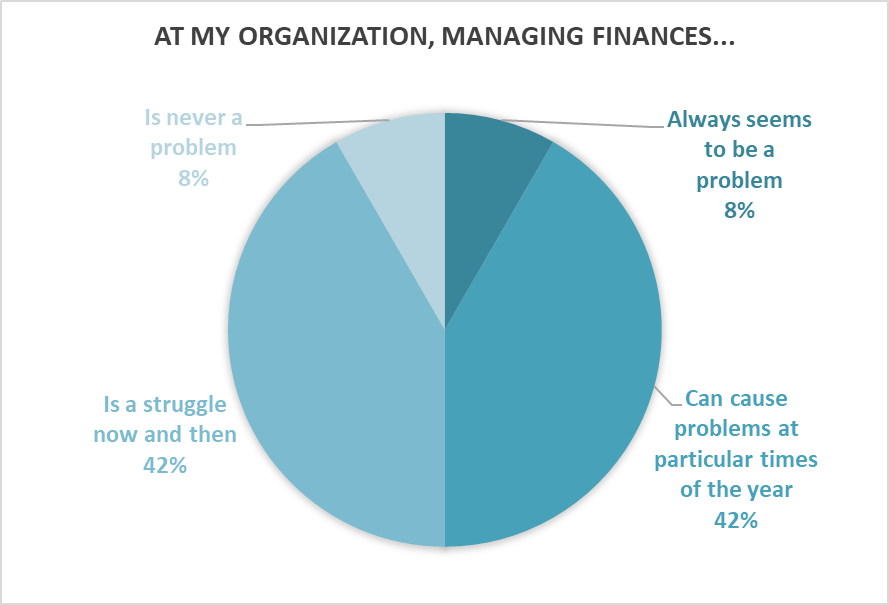 AT MY ORGANIZATION, MANAGING FINANCES...
Is never a
problem
8%
Always seems
to be a
problem
8%
Is a struggle
now and then
42%
Can cause
problems at
particular times
of the year
42%